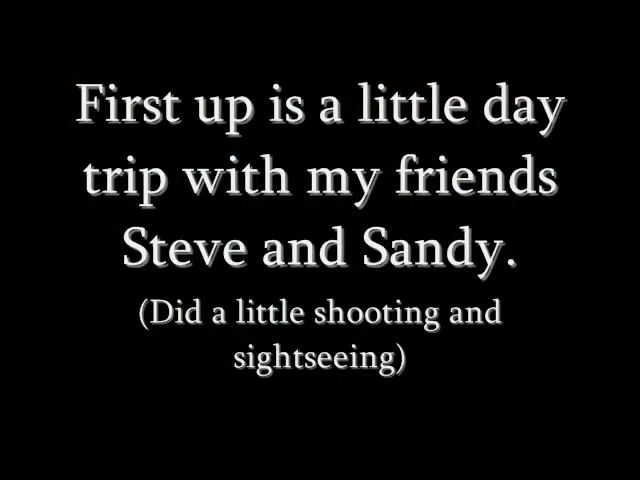 First up is a little day
trip with my friends
Steve and Sandy.
(Did a little shooting and
sightseeing)